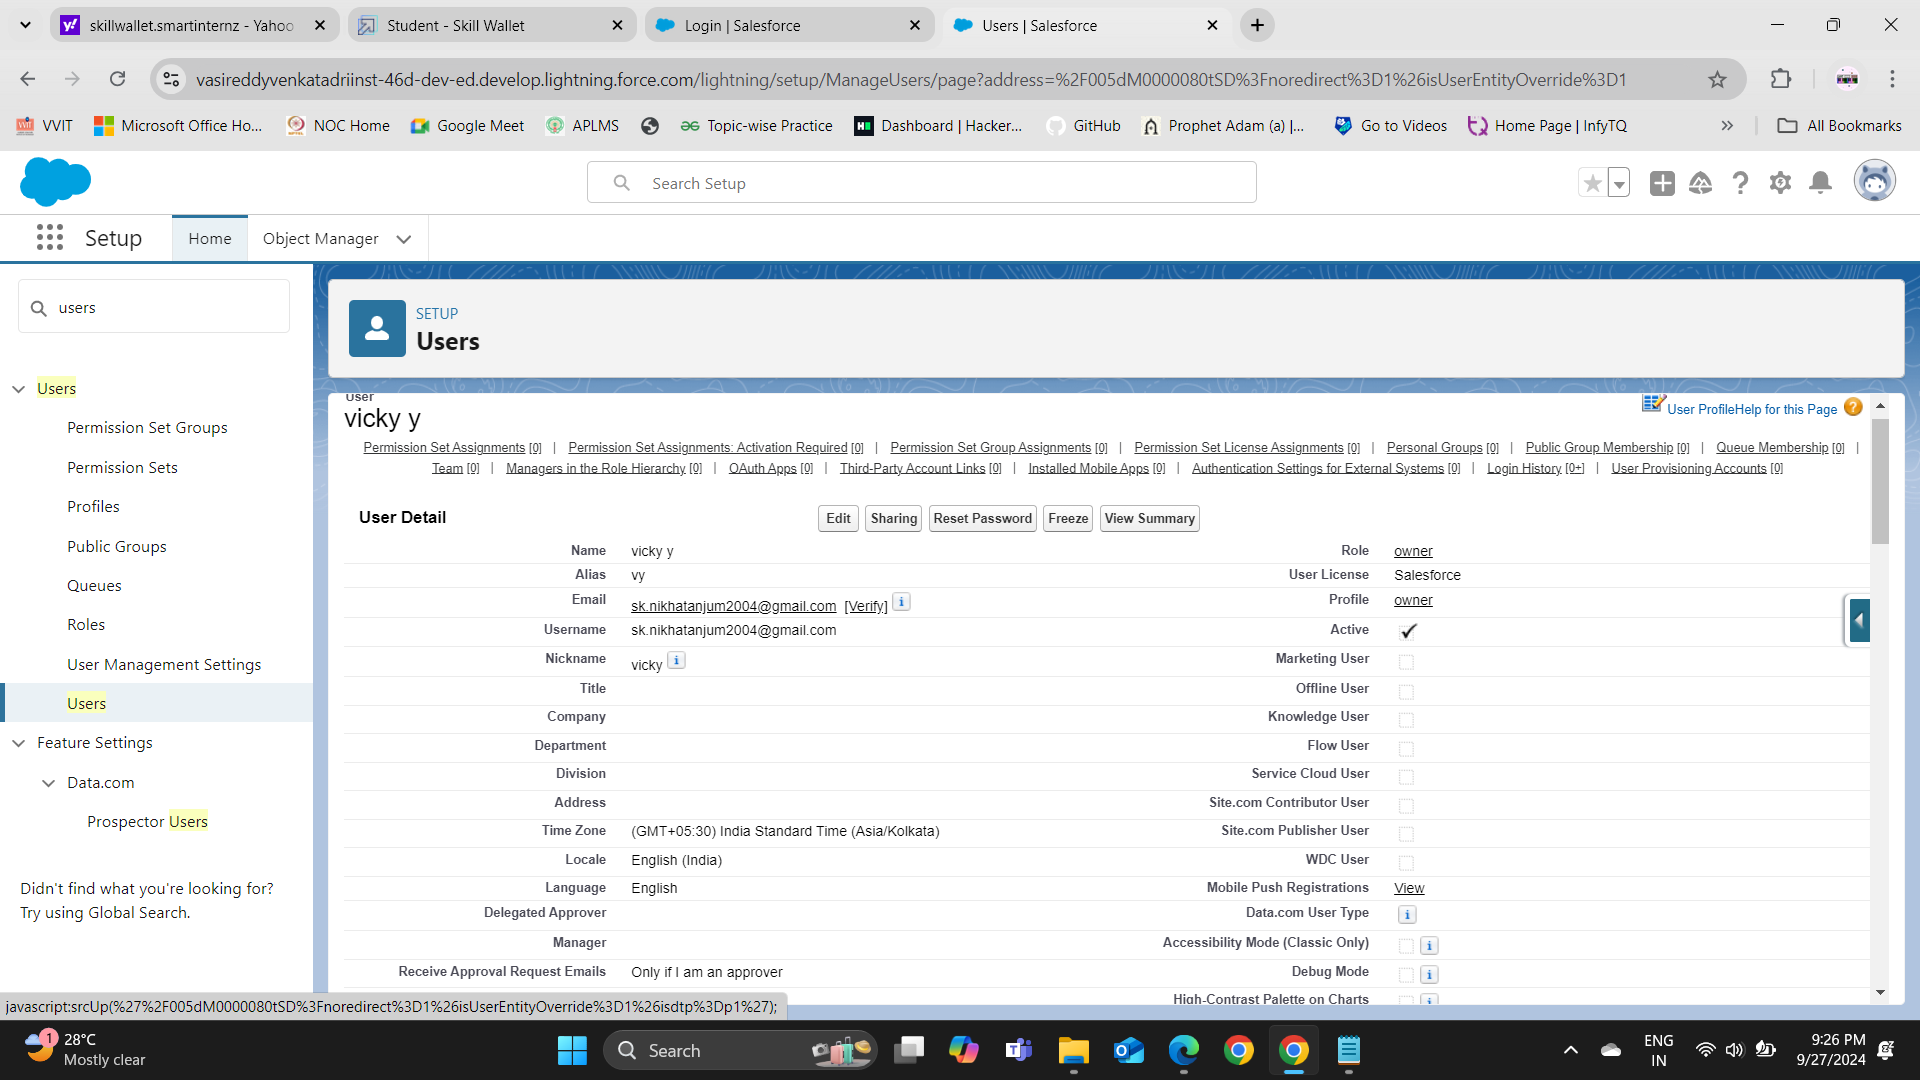 skillwallet.smartinternz - Yahoo
Student - Skill Wallet
Login | Salesforce
Users | Salesforce
vasireddyvenkatadriinst-46d-dev-ed.develop.lightning.force.com/lightning/setup/ManageUsers/page?address=%2F005dM0000080tSD%3Fnoredirect%3D1%26isUserEntityOverride%3D1
VVIT
Microsoft Office Ho...
NOC Home
Google Meet
APLMS
Topic-wise Practice
Dashboard | Hacker...
GitHub
Prophet Adam (a) |...
Go to Videos
Home Page | InfyTQ
All Bookmarks
Search Setup
Setup
Home
Object Manager
users
Users
Permission Set Groups
Permission Sets
Profiles
Public Groups
Queues
Roles
User Management Settings
Users
Feature Settings
Data.com
Prospector Users
Didn't find what you're looking for?
Try using Global Search.
SETUP
Users
User
vicky y
User Profile Help for this Page
Permission Set Assignments [0] | Permission Set Assignments: Activation Required [0] | Permission Set Group Assignments [0] | Permission Set License Assignments [0] | Personal Groups [0] | Public Group Membership [0] | Queue Membership [0] |
Team [0] | Managers in the Role Hierarchy [0] | OAuth Apps [0] | Third-Party Account Links [0] | Installed Mobile Apps [0] | Authentication Settings for External Systems [0] | Login History [0+] | User Provisioning Accounts [0]
User Detail
Edit Sharing Reset Password Freeze View Summary
Name vicky y Role owner
Alias vy User License Salesforce
Email sk.nikhatanjum2004@gmail.com [Verify] i Profile owner
Username sk.nikhatanjum2004@gmail.com Active
Nickname vicky i Marketing User
Title Offline User
Company Knowledge User
Department Flow User
Division Service Cloud User
Address Site.com Contributor User
Time Zone (GMT+05:30) India Standard Time (Asia/Kolkata) Site.com Publisher User
Locale English (India) WDC User
Language English Mobile Push Registrations View
Delegated Approver Data.com User Type i
Manager Accessibility Mode (Classic Only) i
Receive Approval Request Emails Only if I am an approver Debug Mode i
High-Contrast Palette on Charts i
javascript:srcUp(%27%2F005dM0000080tSD%3Fnoredirect%3D1%26isUserEntityOverride%3D1%26isdtp%3Dp1%27);
1
28°C
Mostly clear
Search
ENG
IN
9:26 PM
9/27/2024